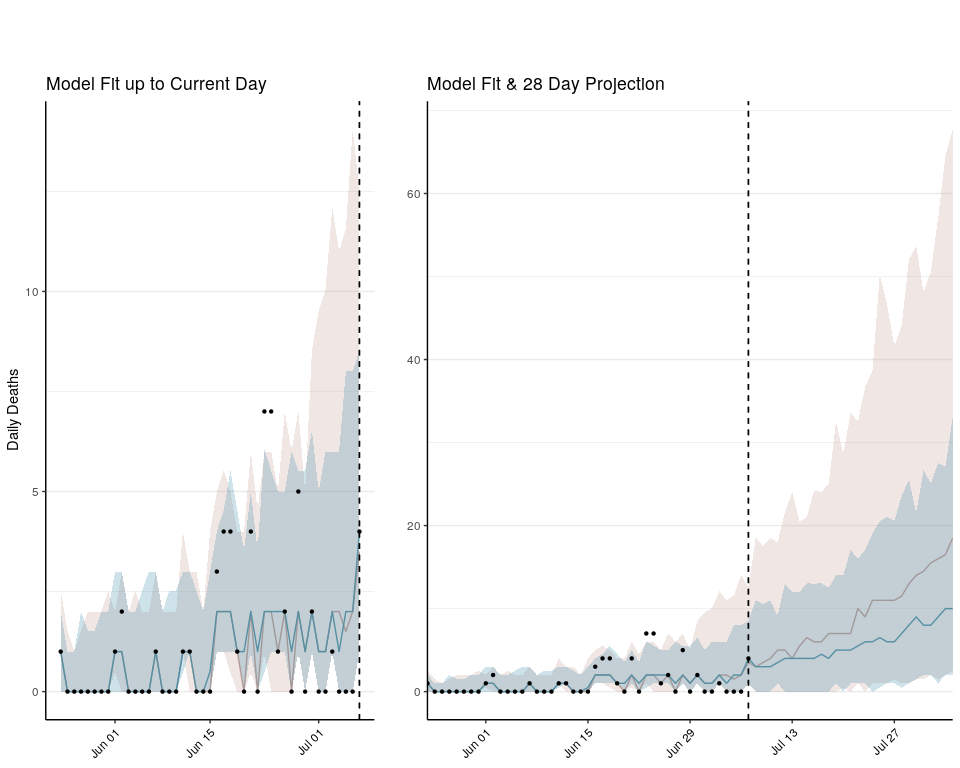 Model Fit up to Current Day
Model Fit & 28 Day Projection
Daily Deaths
10
5
0
Jun 01
Jun 15
Jul 01
60
40
20
0
Jun 01
Jun 15
Jun 29
Jul 13
Jul 27